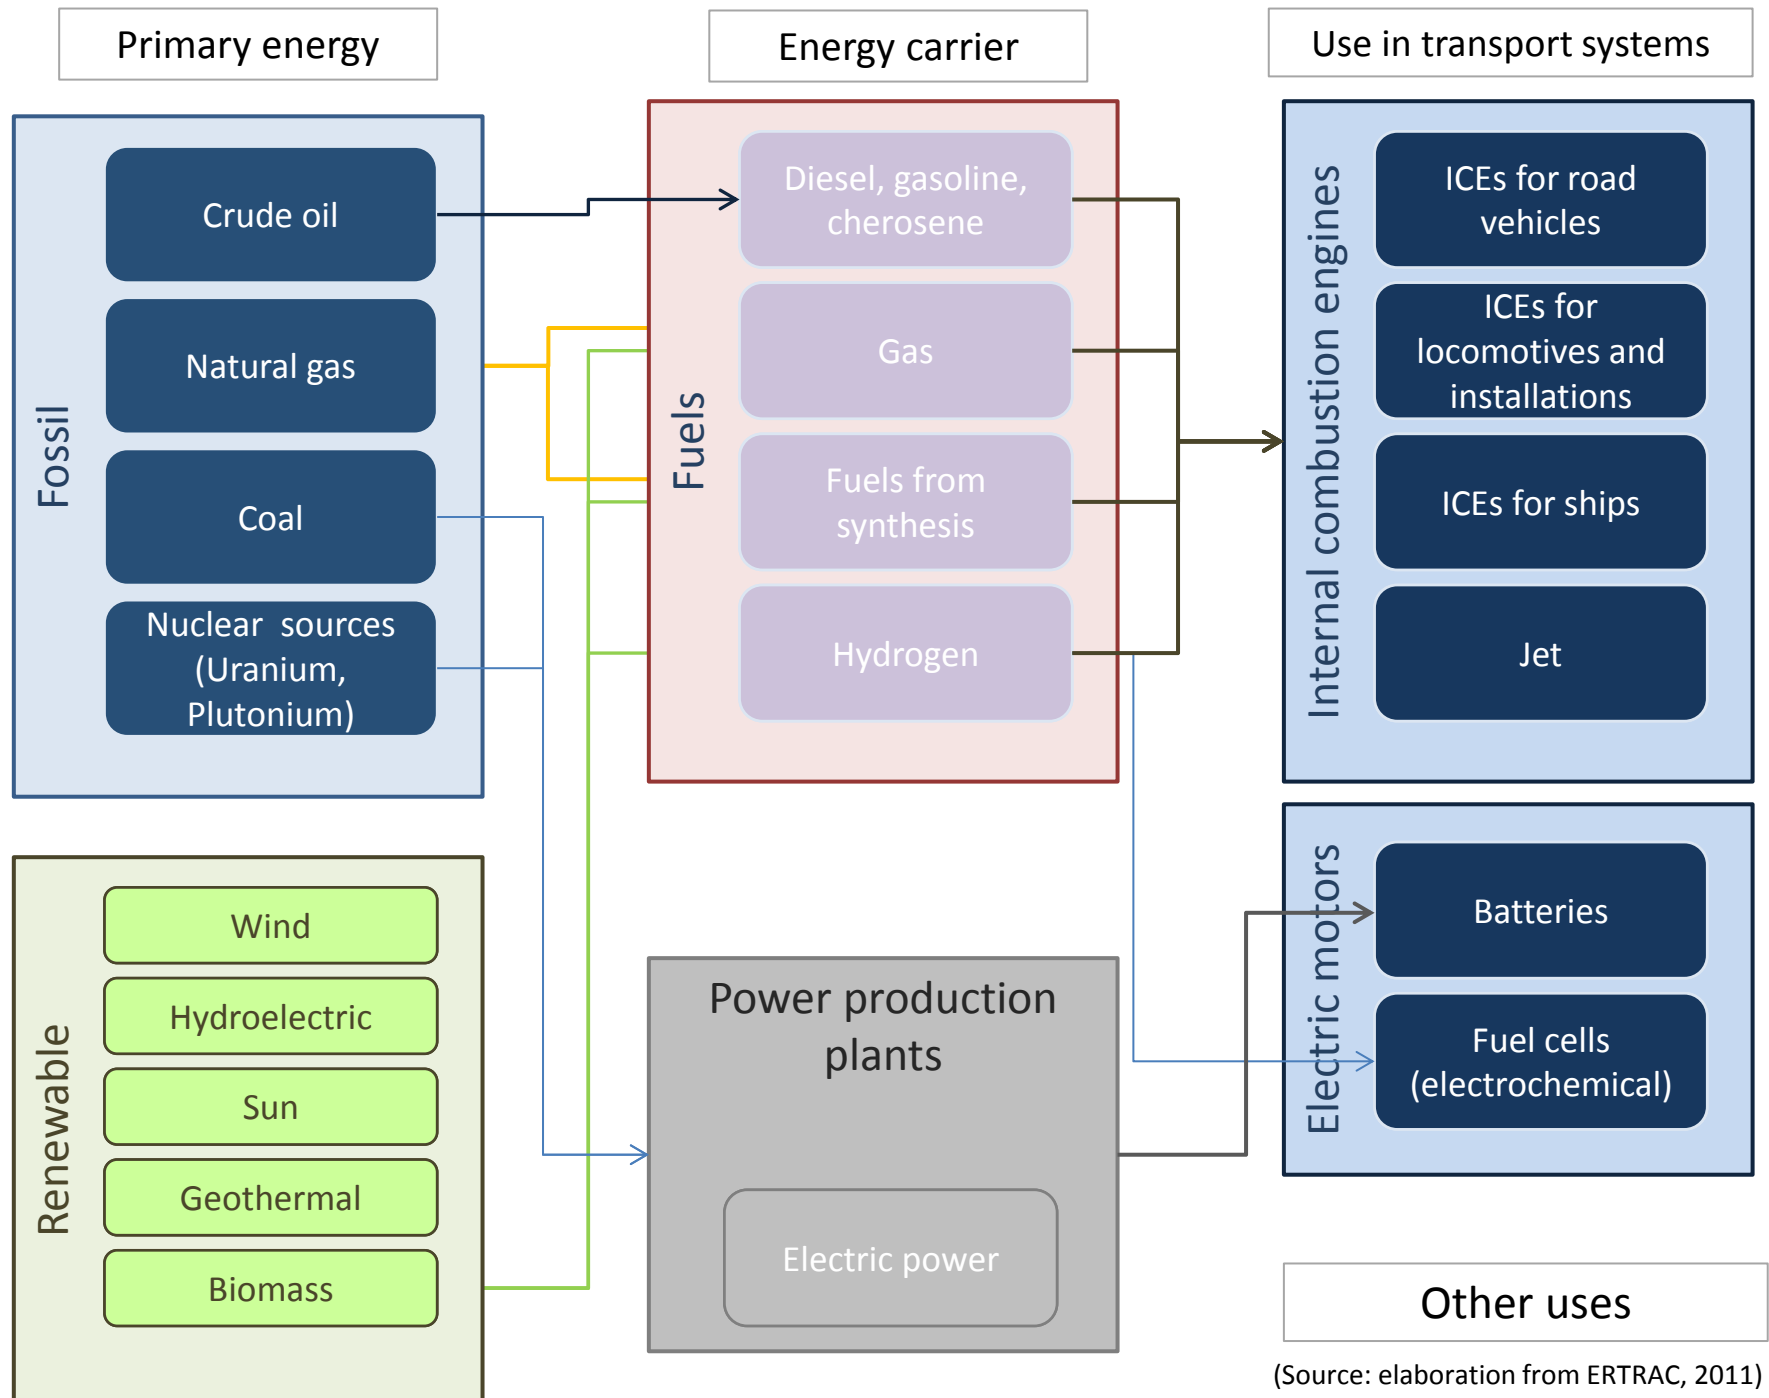 Primary energy
Energy carrier
Use in transport systems
Fossil
Crude oil
Natural gas
Coal
Nuclear sources
(Uranium,
Plutonium)
Renewable
Wind
Hydroelectric
Sun
Geothermal
Biomass
Fuels
Diesel, gasoline,
cherosene
Gas
Fuels from
synthesis
Hydrogen
Power production
plants
Electric power
Internal combustion engines
ICEs for road
vehicles
ICEs for
locomotives and
installations
ICEs for ships
Jet
Electric motors
Batteries
Fuel cells
(electrochemical)
Other uses
(Source: elaboration from ERTRAC, 2011)